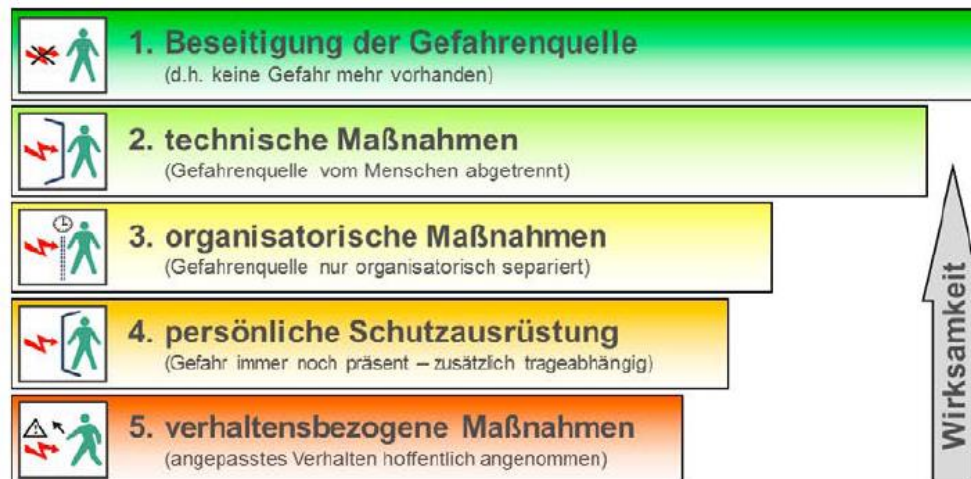 1. Beseitigung der Gefahrenquelle
(d.h. keine Gefahr mehr vorhanden)
2. technische Maßnahmen
(Gefahrenquelle vom Menschen abgetrennt)
3. organisatorische Maßnahmen
(Gefahrenquelle nur organisatorisch separiert)
4. persönliche Schutzausrüstung
(Gefahr immer noch präsent – zusätzlich trageabhängig)
5. verhaltensbezogene Maßnahmen
(angepasstes Verhalten hoffentlich angenommen)
Wirksamkeit